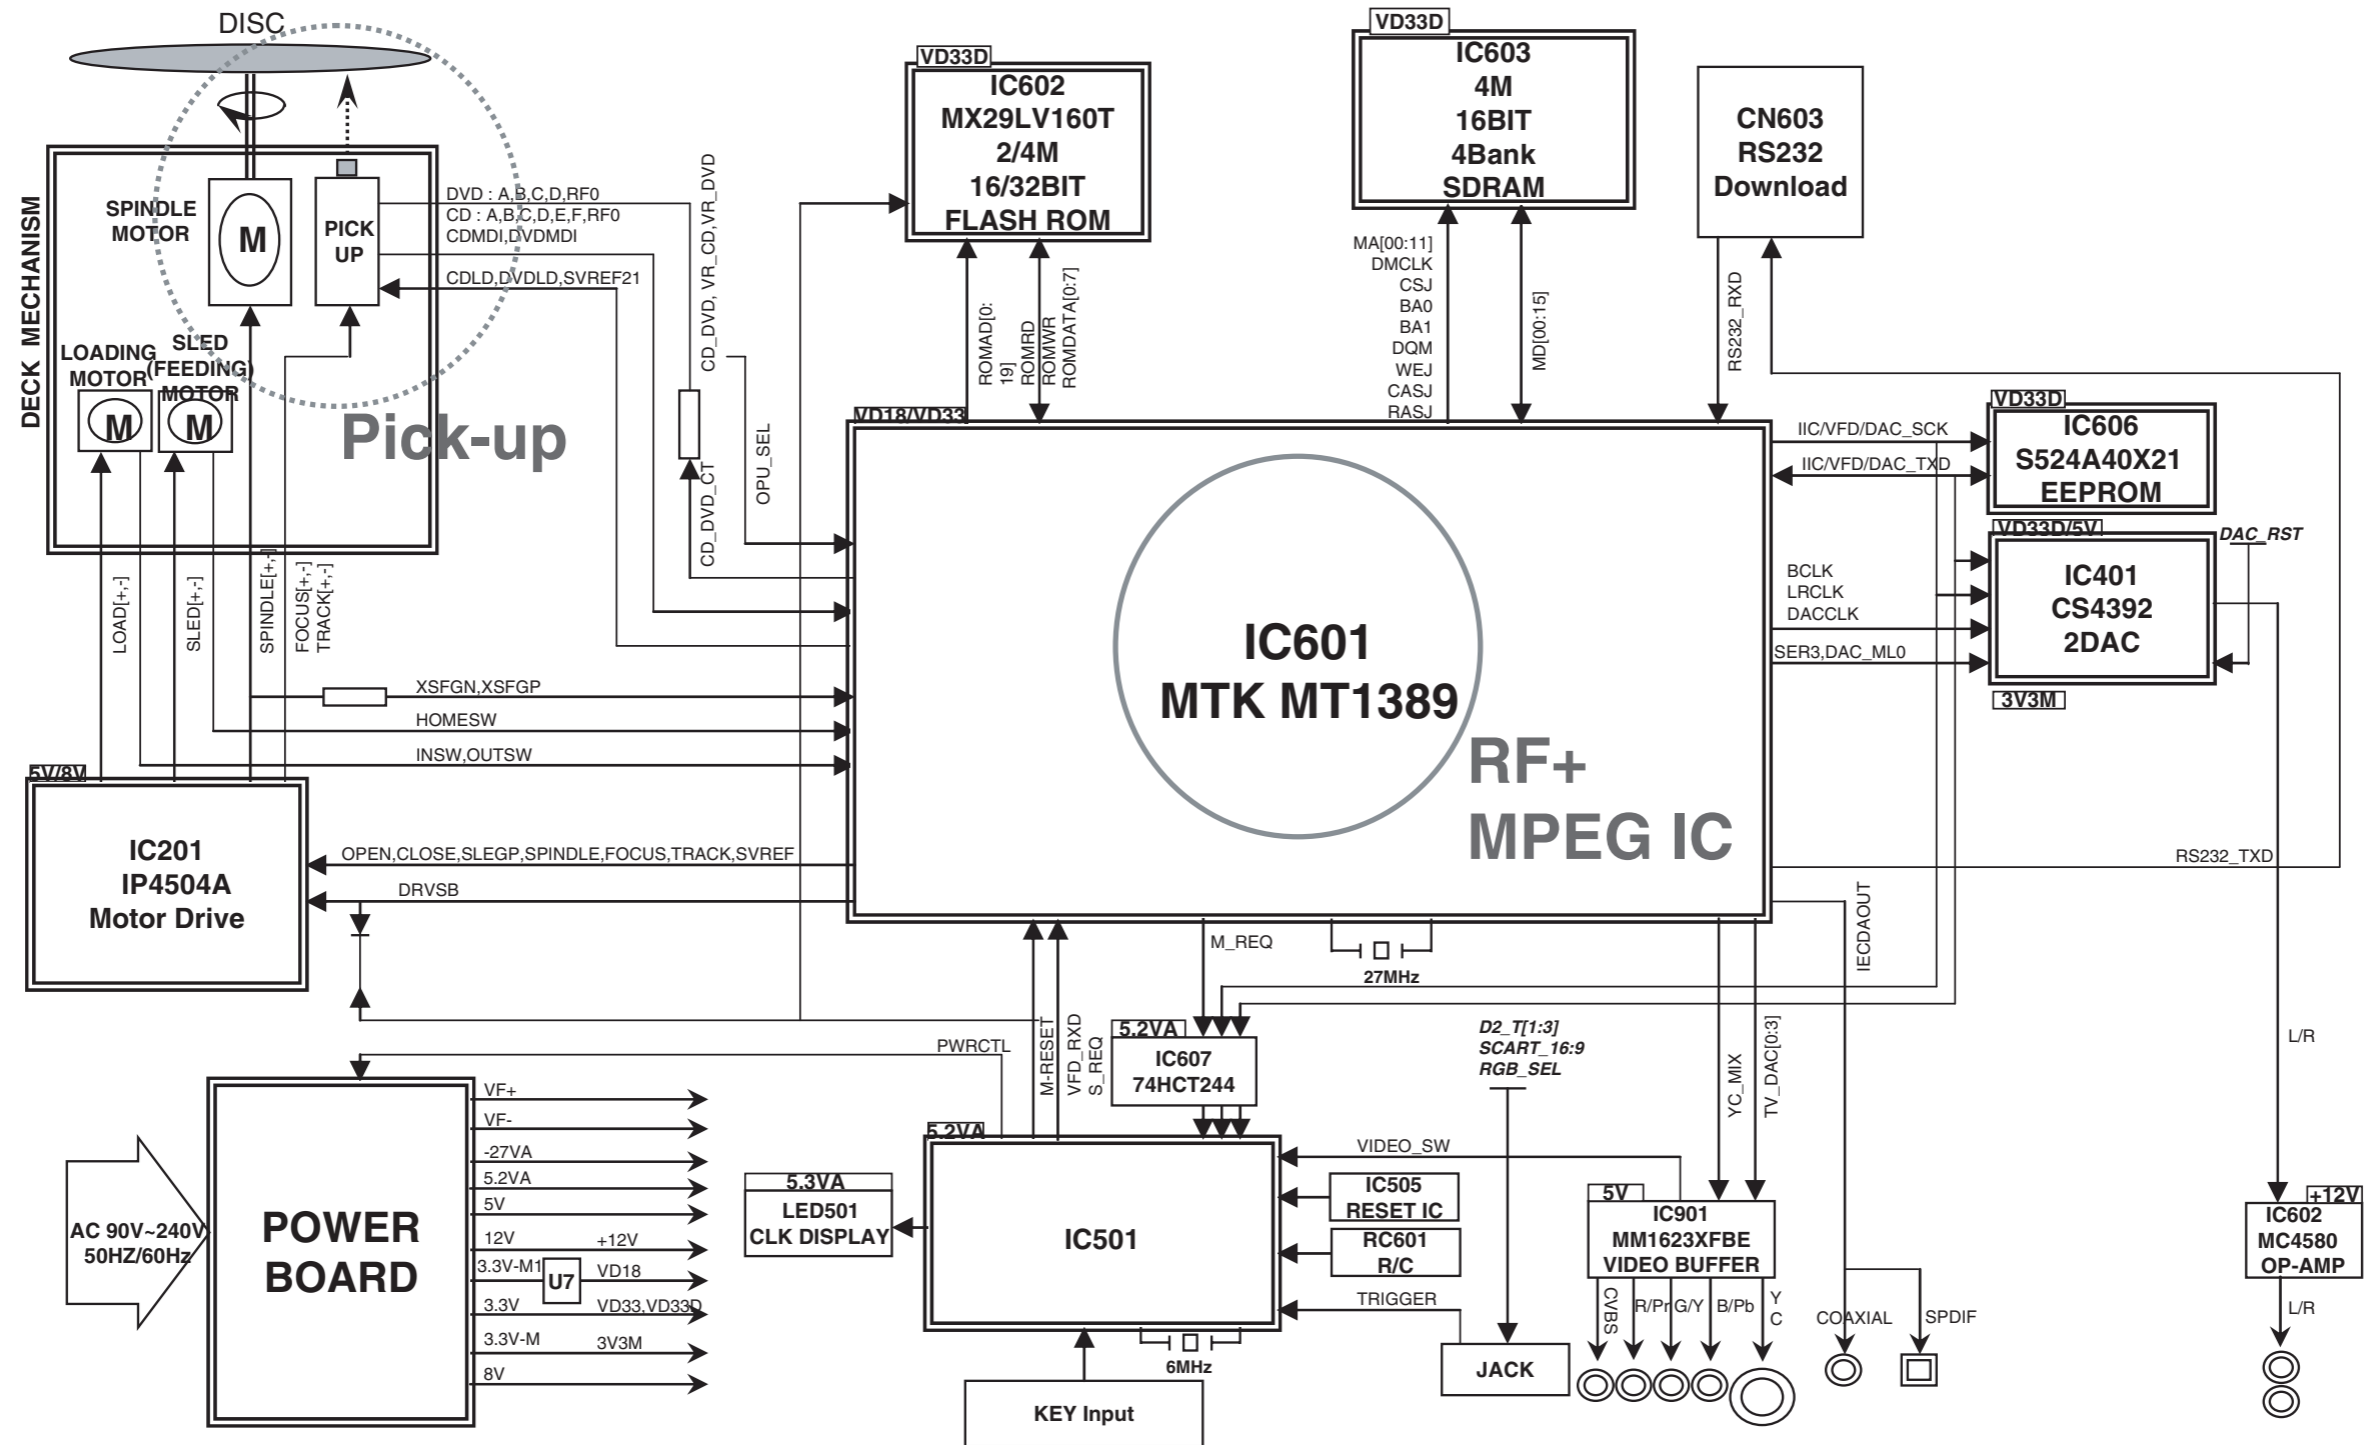 DISC
DECK MECHANISM
SPINDLE
MOTOR
M
PICK
UP
LOADING
MOTOR
M
SLED
(FEEDING)
MOTOR
M
Pick-up
DVD : A,B,C,D,RF0
CD : A,B,C,D,E,F,RF0
CDMDI,DVDMDI
CDLD,DVDLD,SVREF21
CD_DVD, VR_CD,VR_DVD
CD_DVD_CT
OPU_SEL
LOAD[+,-]
SLED[+,-]
SPINDLE[+,-]
FOCUS[+,-]
TRACK[+,-]
XSFGN,XSFGP
HOMESW
INSW,OUTSW
5V/8V
IC201
IP4504A
Motor Drive
OPEN,CLOSE,SLEGP,SPINDLE,FOCUS,TRACK,SVREF
DRVSB
VD33D
IC602
MX29LV160T
2/4M
16/32BIT
FLASH ROM
ROMAD[0:
19]
ROMRD
ROMWR
ROMDATA[0:7]
VD33D
IC603
4M
16BIT
4Bank
SDRAM
MA[00:11]
DMCLK
CSJ
BA0
BA1
DQM
WEJ
CASJ
RASJ
MD[00:15]
CN603
RS232
Download
RS232_RXD
VD18/VD33
IC601
MTK MT1389
RF+
MPEG IC
IIC/VFD/DAC_SCK
IIC/VFD/DAC_TXD
VD33D
IC606
S524A40X21
EEPROM
VD33D/5V
IC401
CS4392
2DAC
3V3M
DAC_RST
BCLK
LRCLK
DACCLK
SER3,DAC_ML0
RS232_TXD
IECDAOUT
L/R
M_REQ
27MHz
M-RESET
VFD_RXD
S_REQ
PWRCTL
5.2VA
IC607
74HCT244
D2_T[1:3]
SCART_16:9
RGB_SEL
YC_MIX
TV_DAC[0:3]
AC 90V~240V
50HZ/60Hz
POWER
BOARD
VF+
VF-
-27VA
5.2VA
5V
12V
+12V
3.3V-M1
U7
VD18
3.3V
VD33,VD33D
3.3V-M
3V3M
8V
5.3VA
LED501
CLK DISPLAY
5.2VA
IC501
6MHz
KEY Input
VIDEO_SW
IC505
RESET IC
RC601
R/C
TRIGGER
JACK
5V
IC901
MM1623XFBE
VIDEO BUFFER
CVBS
R/Pr
G/Y
B/Pb
Y
C
COAXIAL
SPDIF
+12V
IC602
MC4580
OP-AMP
L/R